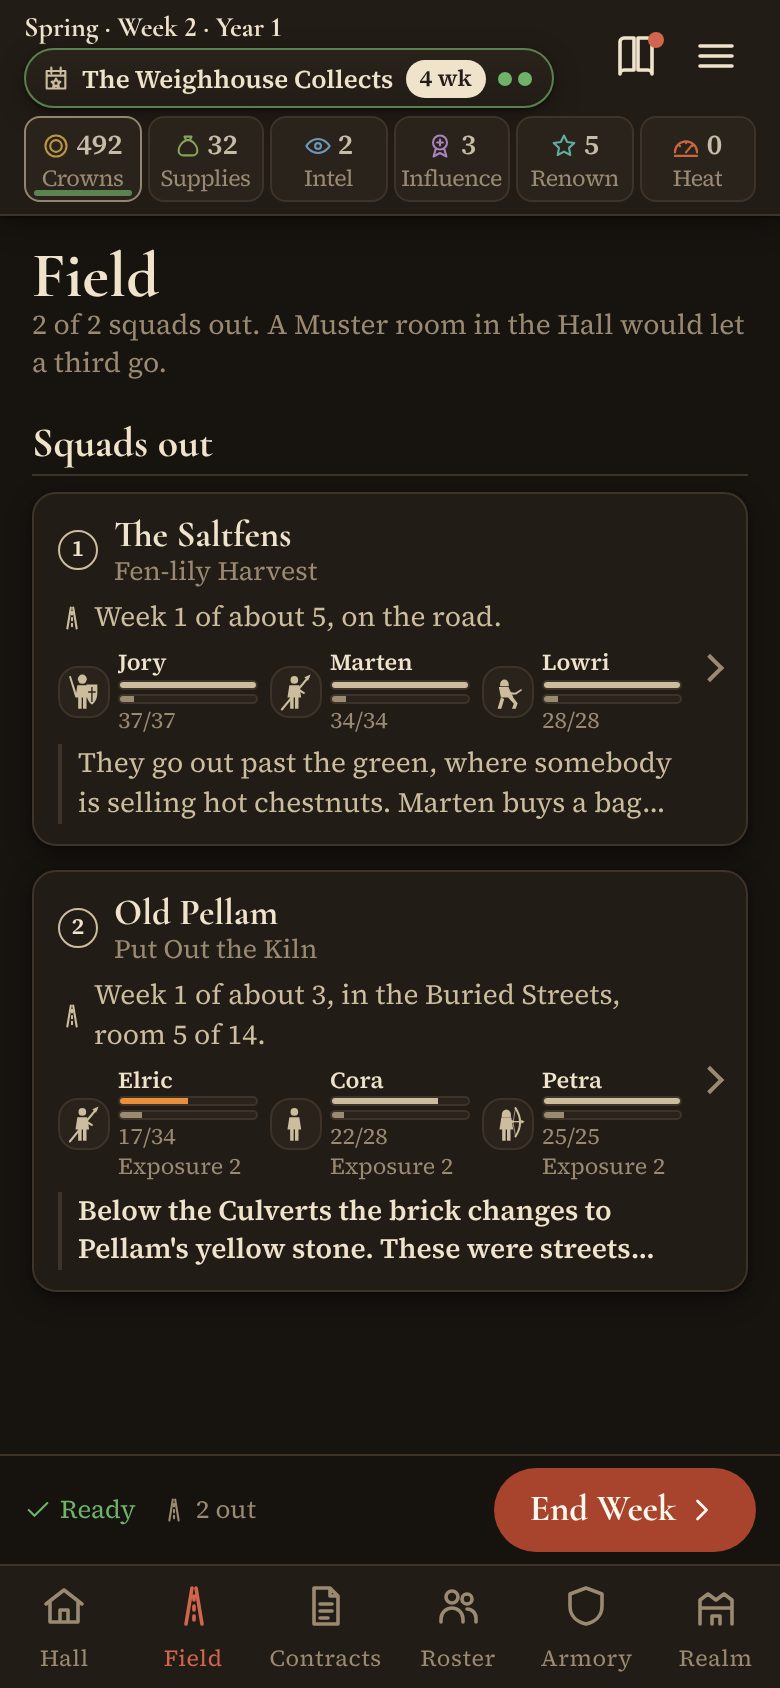 Spring · Week 2 · Year 1
The Weighhouse Collects 4 wk
492 Crowns
32 Supplies
2 Intel
3 Influence
5 Renown
0 Heat
Field
2 of 2 squads out. A Muster room in the Hall would let
a third go.
Squads out
1
The Saltfens
Fen-lily Harvest
Week 1 of about 5, on the road.
Jory
37/37
Marten
34/34
Lowri
28/28
They go out past the green, where somebody
is selling hot chestnuts. Marten buys a bag...
2
Old Pellam
Put Out the Kiln
Week 1 of about 3, in the Buried Streets,
room 5 of 14.
Elric
17/34
Exposure 2
Cora
22/28
Exposure 2
Petra
25/25
Exposure 2
Below the Culverts the brick changes to
Pellam's yellow stone. These were streets...
Ready
2 out
End Week
Hall
Field
Contracts
Roster
Armory
Realm